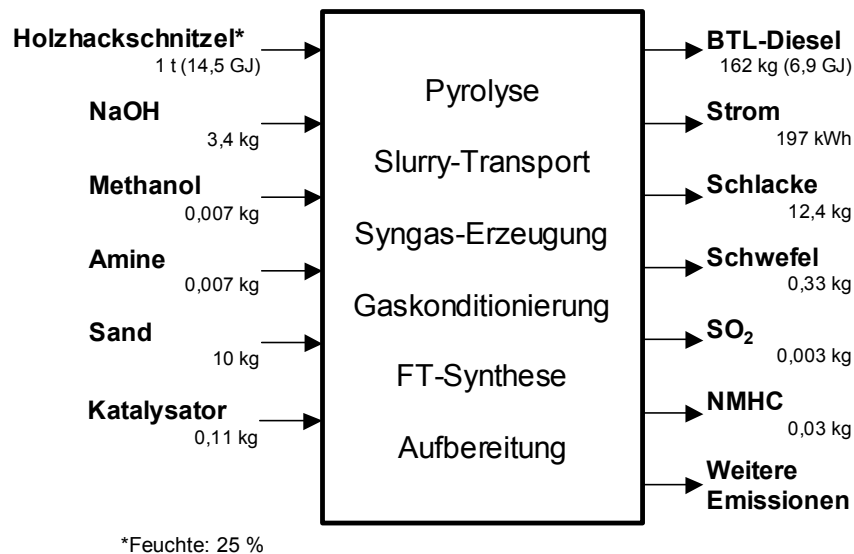 Holzhackschnitzel*
1 t (14,5 GJ)
NaOH
3,4 kg
Methanol
0,007 kg
Amine
0,007 kg
Sand
10 kg
Katalysator
0,11 kg
Pyrolyse
Slurry-Transport
Syngas-Erzeugung
Gaskonditionierung
FT-Synthese
Aufbereitung
BTL-Diesel
162 kg (6,9 GJ)
Strom
197 kWh
Schlacke
12,4 kg
Schwefel
0,33 kg
SO₂
0,003 kg
NMHC
0,03 kg
Weitere
Emissionen
*Feuchte: 25 %